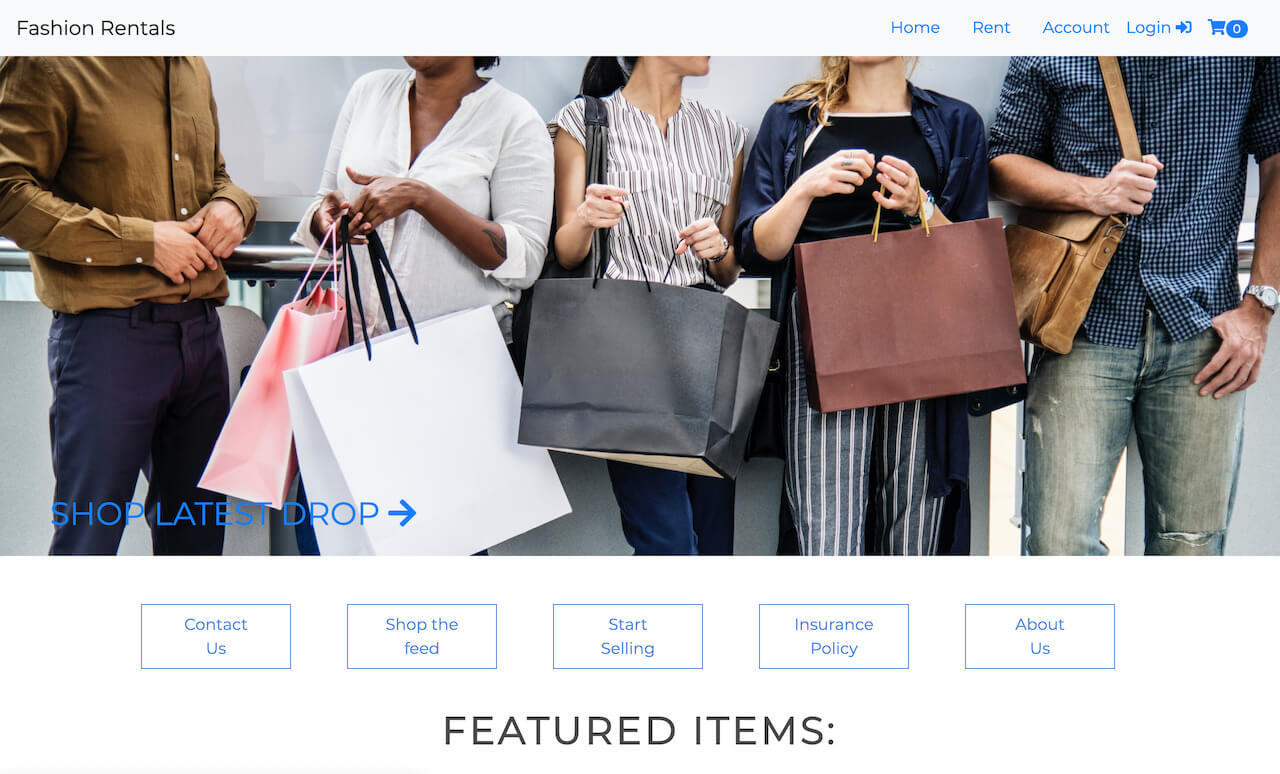 Fashion Rentals
Home Rent Account Login 0
SHOP LATEST DROP
Contact
Us
Shop the
feed
Start
Selling
Insurance
Policy
About
Us
FEATURED ITEMS: